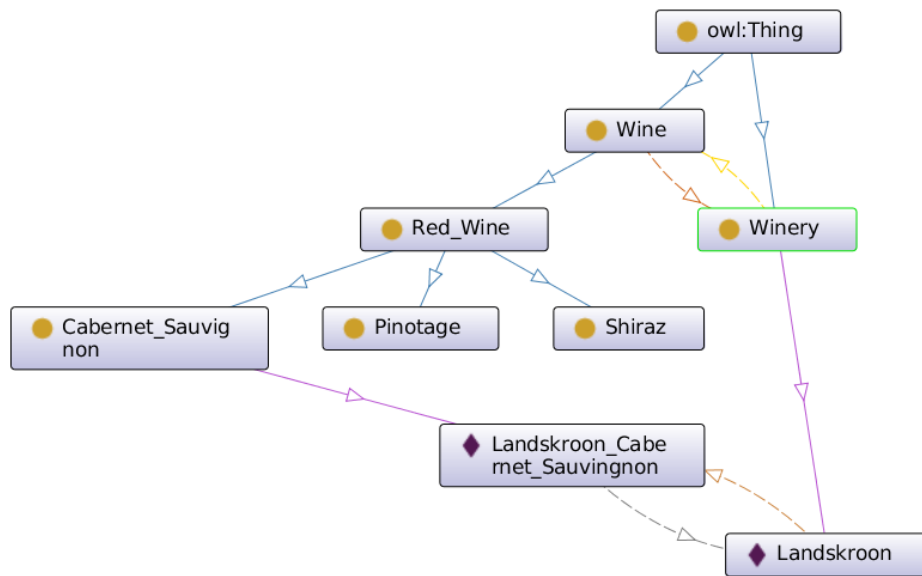 owl:Thing
Wine
Red_Wine
Winery
Cabernet_Sauvig
non
Pinotage
Shiraz
Landskroon_Cabe
rnet_Sauvingnon
Landskroon